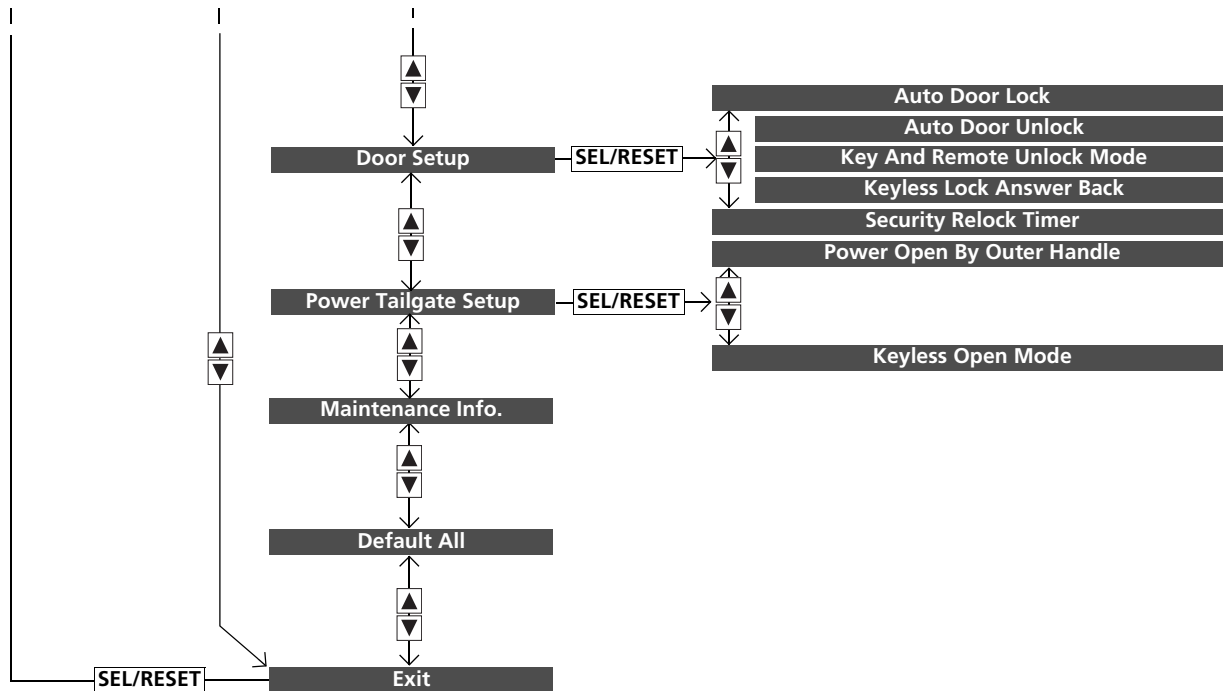 ▲
▼
Auto Door Lock
Auto Door Unlock
▲
Door Setup
SEL/RESET
Key And Remote Unlock Mode
▼
Keyless Lock Answer Back
▲
Security Relock Timer
▼
Power Open By Outer Handle
Power Tailgate Setup
SEL/RESET
▲
▼
▲
▲
▼
▼
Keyless Open Mode
Maintenance Info.
▲
▼
Default All
▲
▼
SEL/RESET
Exit